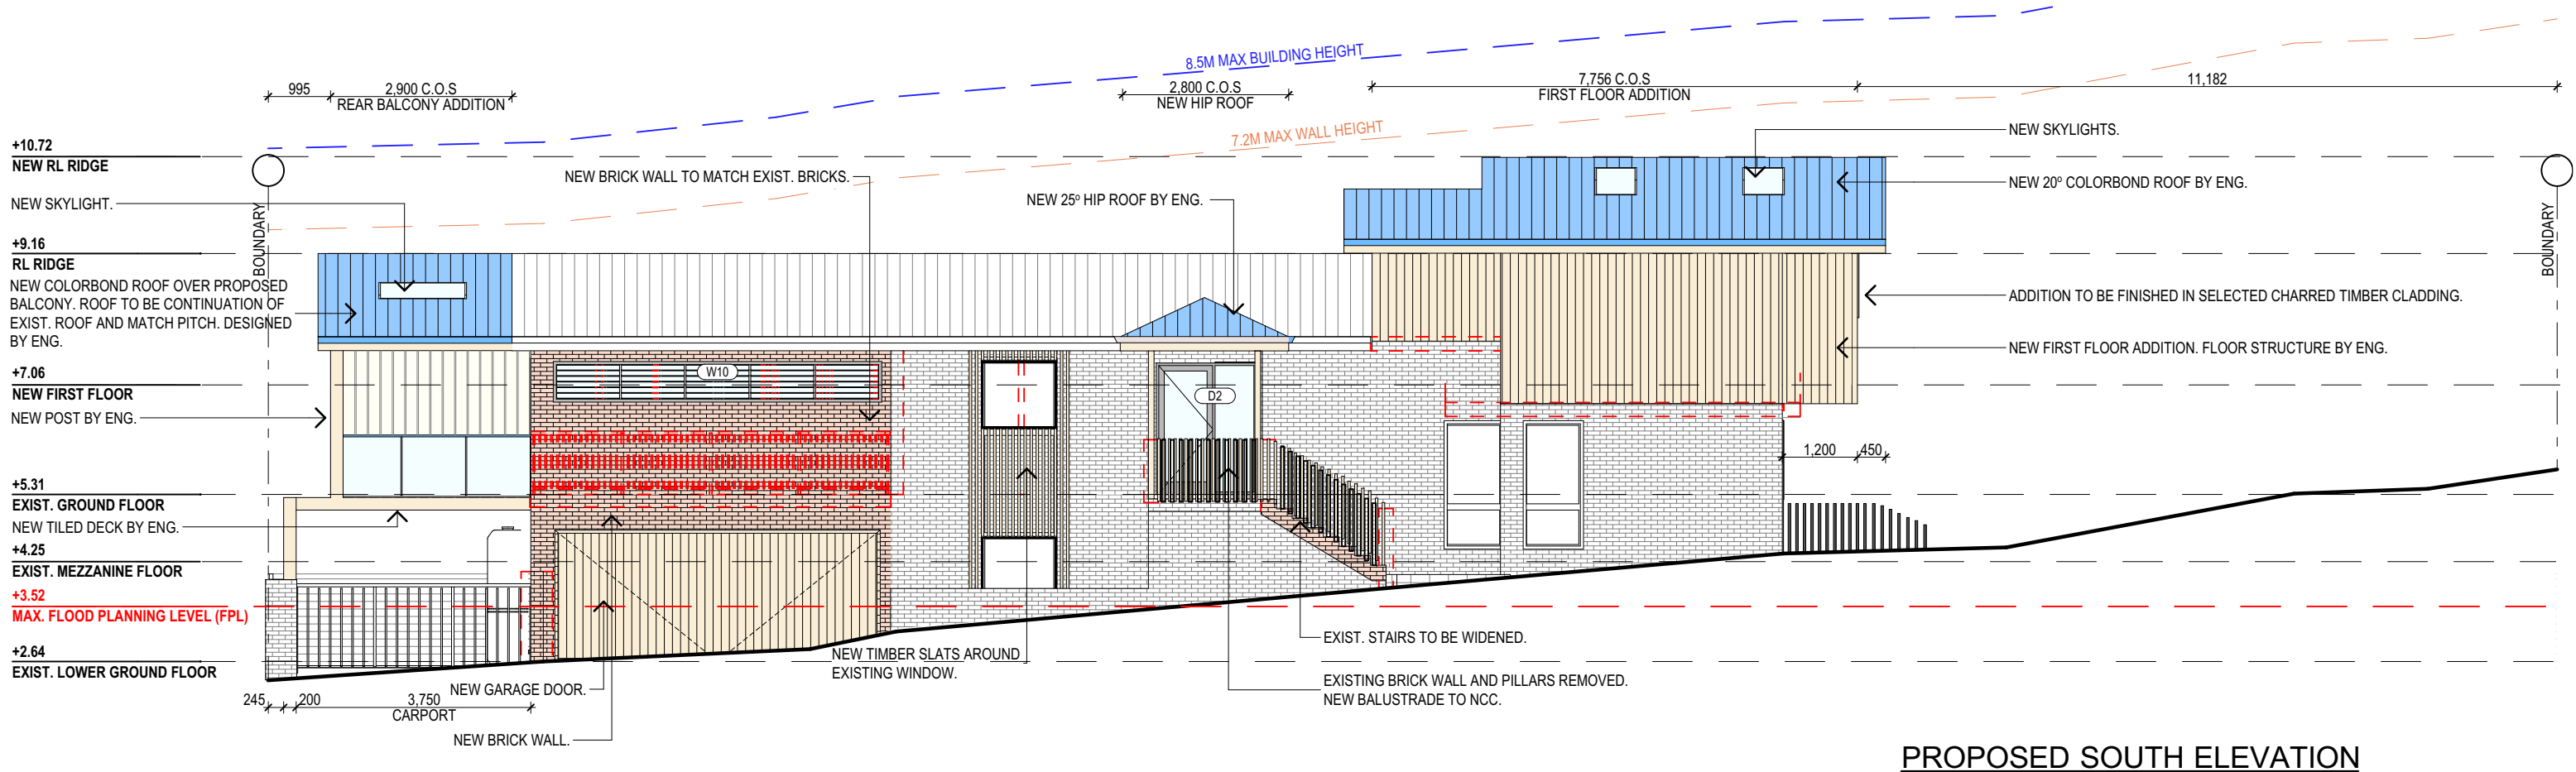 8.5M MAX BUILDING HEIGHT
995
2,900 C.O.S
REAR BALCONY ADDITION
2,800 C.O.S
NEW HIP ROOF
7,756 C.O.S
FIRST FLOOR ADDITION
11,182
7.2M MAX WALL HEIGHT
+10.72
NEW RL RIDGE
NEW SKYLIGHT.
+9.16
RL RIDGE
NEW COLORBOND ROOF OVER PROPOSED
BALCONY. ROOF TO BE CONTINUATION OF
EXIST. ROOF AND MATCH PITCH. DESIGNED
BY ENG.
+7.06
NEW FIRST FLOOR
NEW POST BY ENG.
+5.31
EXIST. GROUND FLOOR
NEW TILED DECK BY ENG.
+4.25
EXIST. MEZZANINE FLOOR
+3.52
MAX. FLOOD PLANNING LEVEL (FPL)
+2.64
EXIST. LOWER GROUND FLOOR
BOUNDARY
NEW BRICK WALL TO MATCH EXIST. BRICKS.
NEW 25º HIP ROOF BY ENG.
NEW SKYLIGHTS.
NEW 20º COLORBOND ROOF BY ENG.
BOUNDARY
ADDITION TO BE FINISHED IN SELECTED CHARRED TIMBER CLADDING.
NEW FIRST FLOOR ADDITION. FLOOR STRUCTURE BY ENG.
W10
D2
1,200
450
245
200
3,750
CARPORT
NEW GARAGE DOOR.
NEW BRICK WALL.
NEW TIMBER SLATS AROUND
EXISTING WINDOW.
EXIST. STAIRS TO BE WIDENED.
EXISTING BRICK WALL AND PILLARS REMOVED.
NEW BALUSTRADE TO NCC.
PROPOSED SOUTH ELEVATION